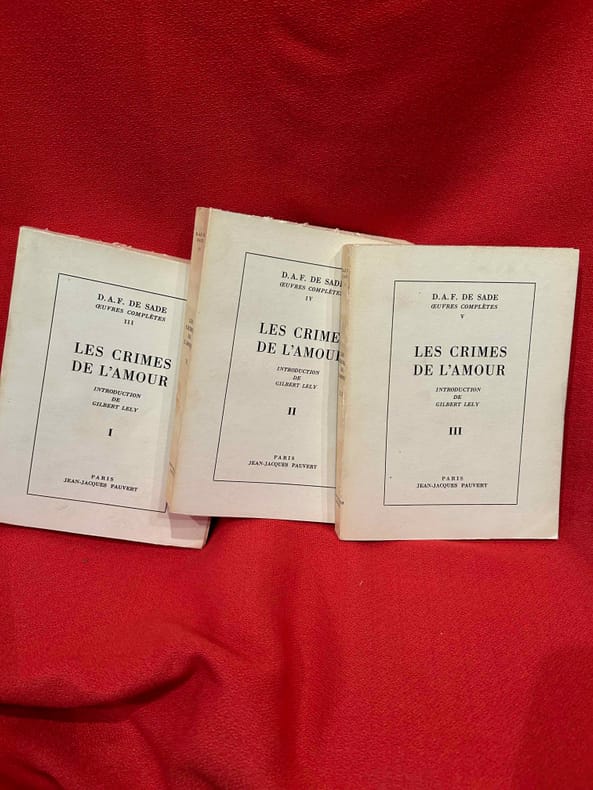 D.A.F. DE SADE
ŒUVRES COMPLÈTES
III
LES CRIMES
DE L'AMOUR
INTRODUCTION
DE
GILBERT LELY
I
PARIS
JEAN-JACQUES PAUVERT
D.A.F. DE SADE
ŒUVRES COMPLÈTES
IV
LES CRIMES
DE L'AMOUR
INTRODUCTION
DE
GILBERT LELY
II
PARIS
JEAN-JACQUES PAUVERT
D.A.F. DE SADE
ŒUVRES COMPLÈTES
V
LES CRIMES
DE L'AMOUR
INTRODUCTION
DE
GILBERT LELY
III
PARIS
JEAN-JACQUES PAUVERT